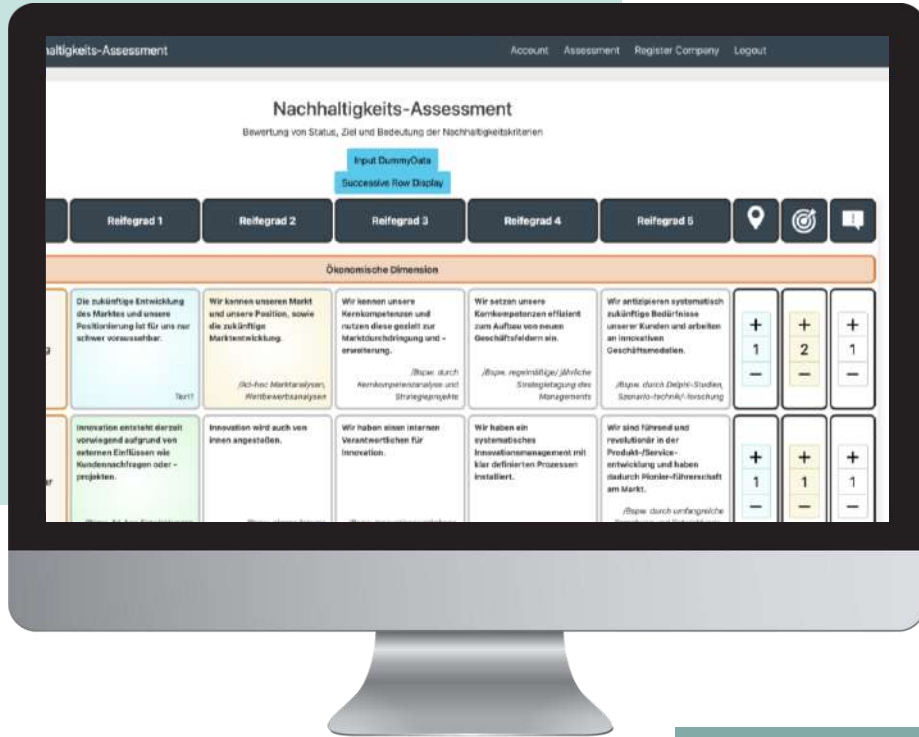 haltigkeits-Assessment
Account Assessment Register Company Logout
Nachhaltigkeits-Assessment
Bewertung von Status, Ziel und Bedeutung der Nachhaltigkeitskriterien
Input DummyData
Successive Row Display
Reifegrad 1
Reifegrad 2
Reifegrad 3
Reifegrad 4
Reifegrad 5
Ökonomische Dimension
g
Die zukünftige Entwicklung
des Marktes und unsere
Positionierung ist für uns nur
schwer voraussehbar.
Text1
Wir kennen unseren Markt
und unsere Position, sowie
die zukünftige
Marktentwicklung.
/Ad-hoc Marktanalysen,
Wettbewerbsanalysen
Wir kennen unsere
Kernkompetenzen und
nutzen diese gezielt zur
Marktdurchdringung und -
erweiterung.
/Bspw. durch
Kernkompetenzanalyse und
Strategieprojekte
Wir setzen unsere
Kernkompetenzen effizient
zum Aufbau von neuen
Geschäftsfeldern ein.
/Bspw. regelmäßige/ jährliche
Strategietagung des
Managements
Wir antizipieren systematisch
zukünftige Bedürfnisse
unserer Kunden und arbeiten
an innovativen
Geschäftsmodellen.
/Bspw. durch Delphi-Studien,
Szenario-technik/-forschung
+
1
−
+
2
−
+
1
−
ar
Innovation entsteht derzeit
vorwiegend aufgrund von
externen Einflüssen wie
Kundennachfragen oder -
projekten.
Innovation wird auch von
innen angestoßen.
Wir haben einen internen
Verantwortlichen für
Innovation.
Wir haben ein
systematisches
Innovationsmanagement mit
klar definierten Prozessen
installiert.
Wir sind führend und
revolutionär in der
Produkt-/Service-
entwicklung und haben
dadurch Pionier-führerschaft
am Markt.
/Bspw. durch umfangreiche
+
1
−
+
1
−
+
1
−